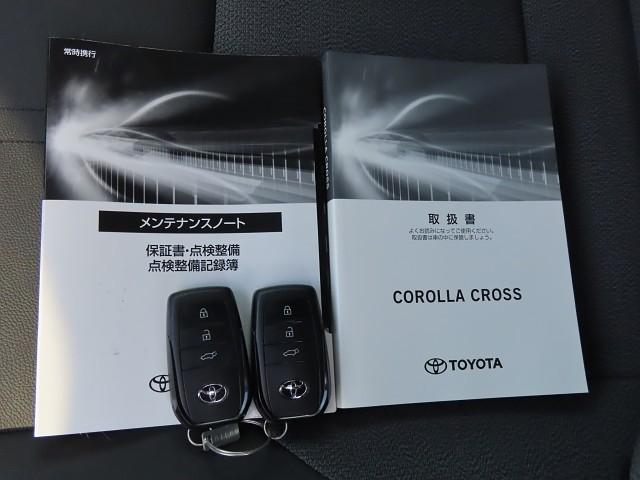 常時携行
メンテナンスノート
保証書・点検整備
点検整備記録簿
COROLLA CROSS
取扱書
よくお読みになってご使用ください。
取扱書は車の中に保管しましょう。
COROLLA CROSS
TOYOTA